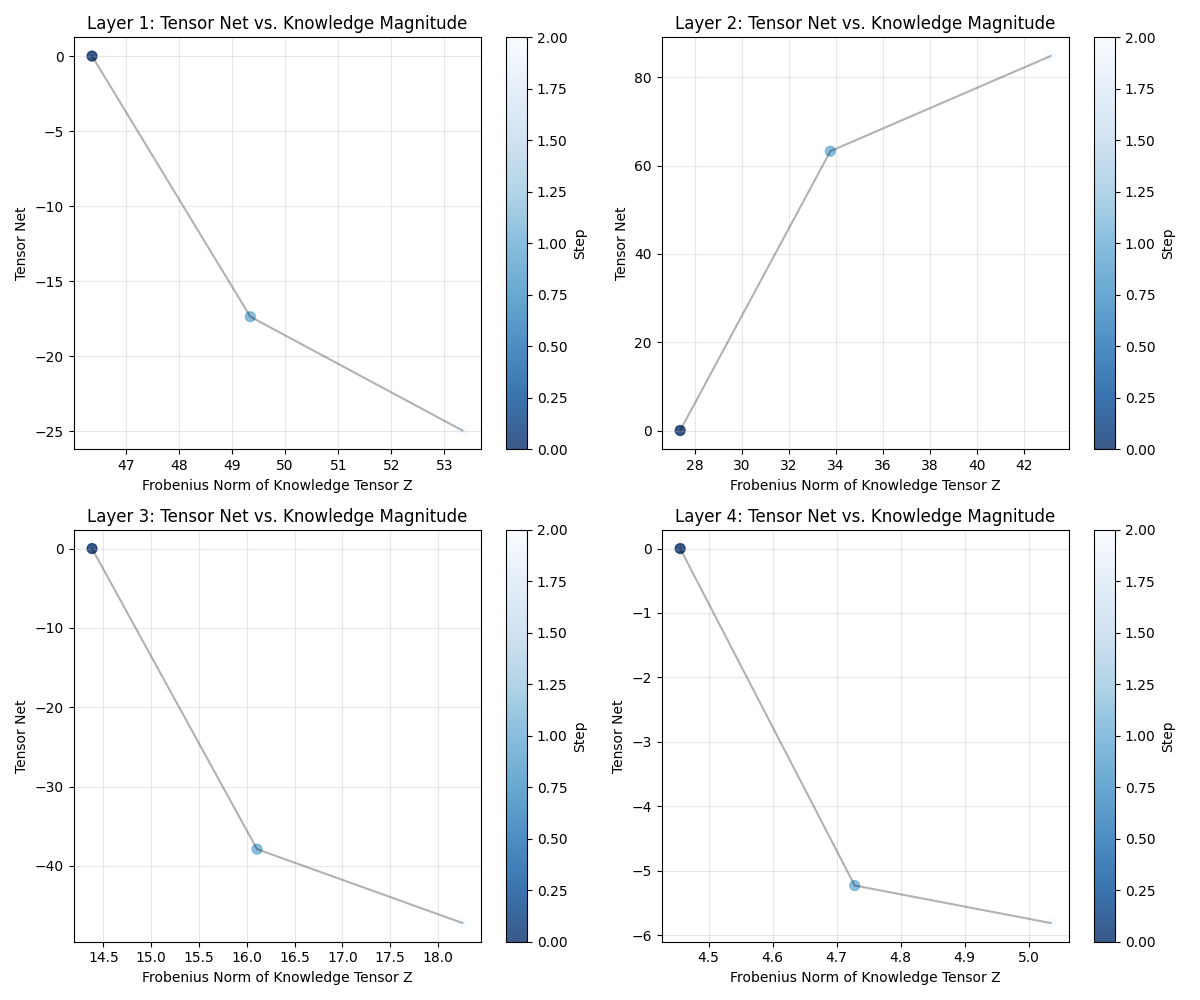 Layer 1: Tensor Net vs. Knowledge Magnitude
0
−5
−10
−15
−20
−25
Tensor Net
47 48 49 50 51 52 53
Frobenius Norm of Knowledge Tensor Z
2.00
1.75
1.50
1.25
1.00
0.75
0.50
0.25
0.00
Step
Layer 2: Tensor Net vs. Knowledge Magnitude
80
60
40
20
0
Tensor Net
28 30 32 34 36 38 40 42
Frobenius Norm of Knowledge Tensor Z
2.00
1.75
1.50
1.25
1.00
0.75
0.50
0.25
0.00
Step
Layer 3: Tensor Net vs. Knowledge Magnitude
0
−10
−20
−30
−40
Tensor Net
14.5 15.0 15.5 16.0 16.5 17.0 17.5 18.0
Frobenius Norm of Knowledge Tensor Z
2.00
1.75
1.50
1.25
1.00
0.75
0.50
0.25
0.00
Step
Layer 4: Tensor Net vs. Knowledge Magnitude
0
−1
−2
−3
−4
−5
−6
Tensor Net
4.5 4.6 4.7 4.8 4.9 5.0
Frobenius Norm of Knowledge Tensor Z
2.00
1.75
1.50
1.25
1.00
0.75
0.50
0.25
0.00
Step